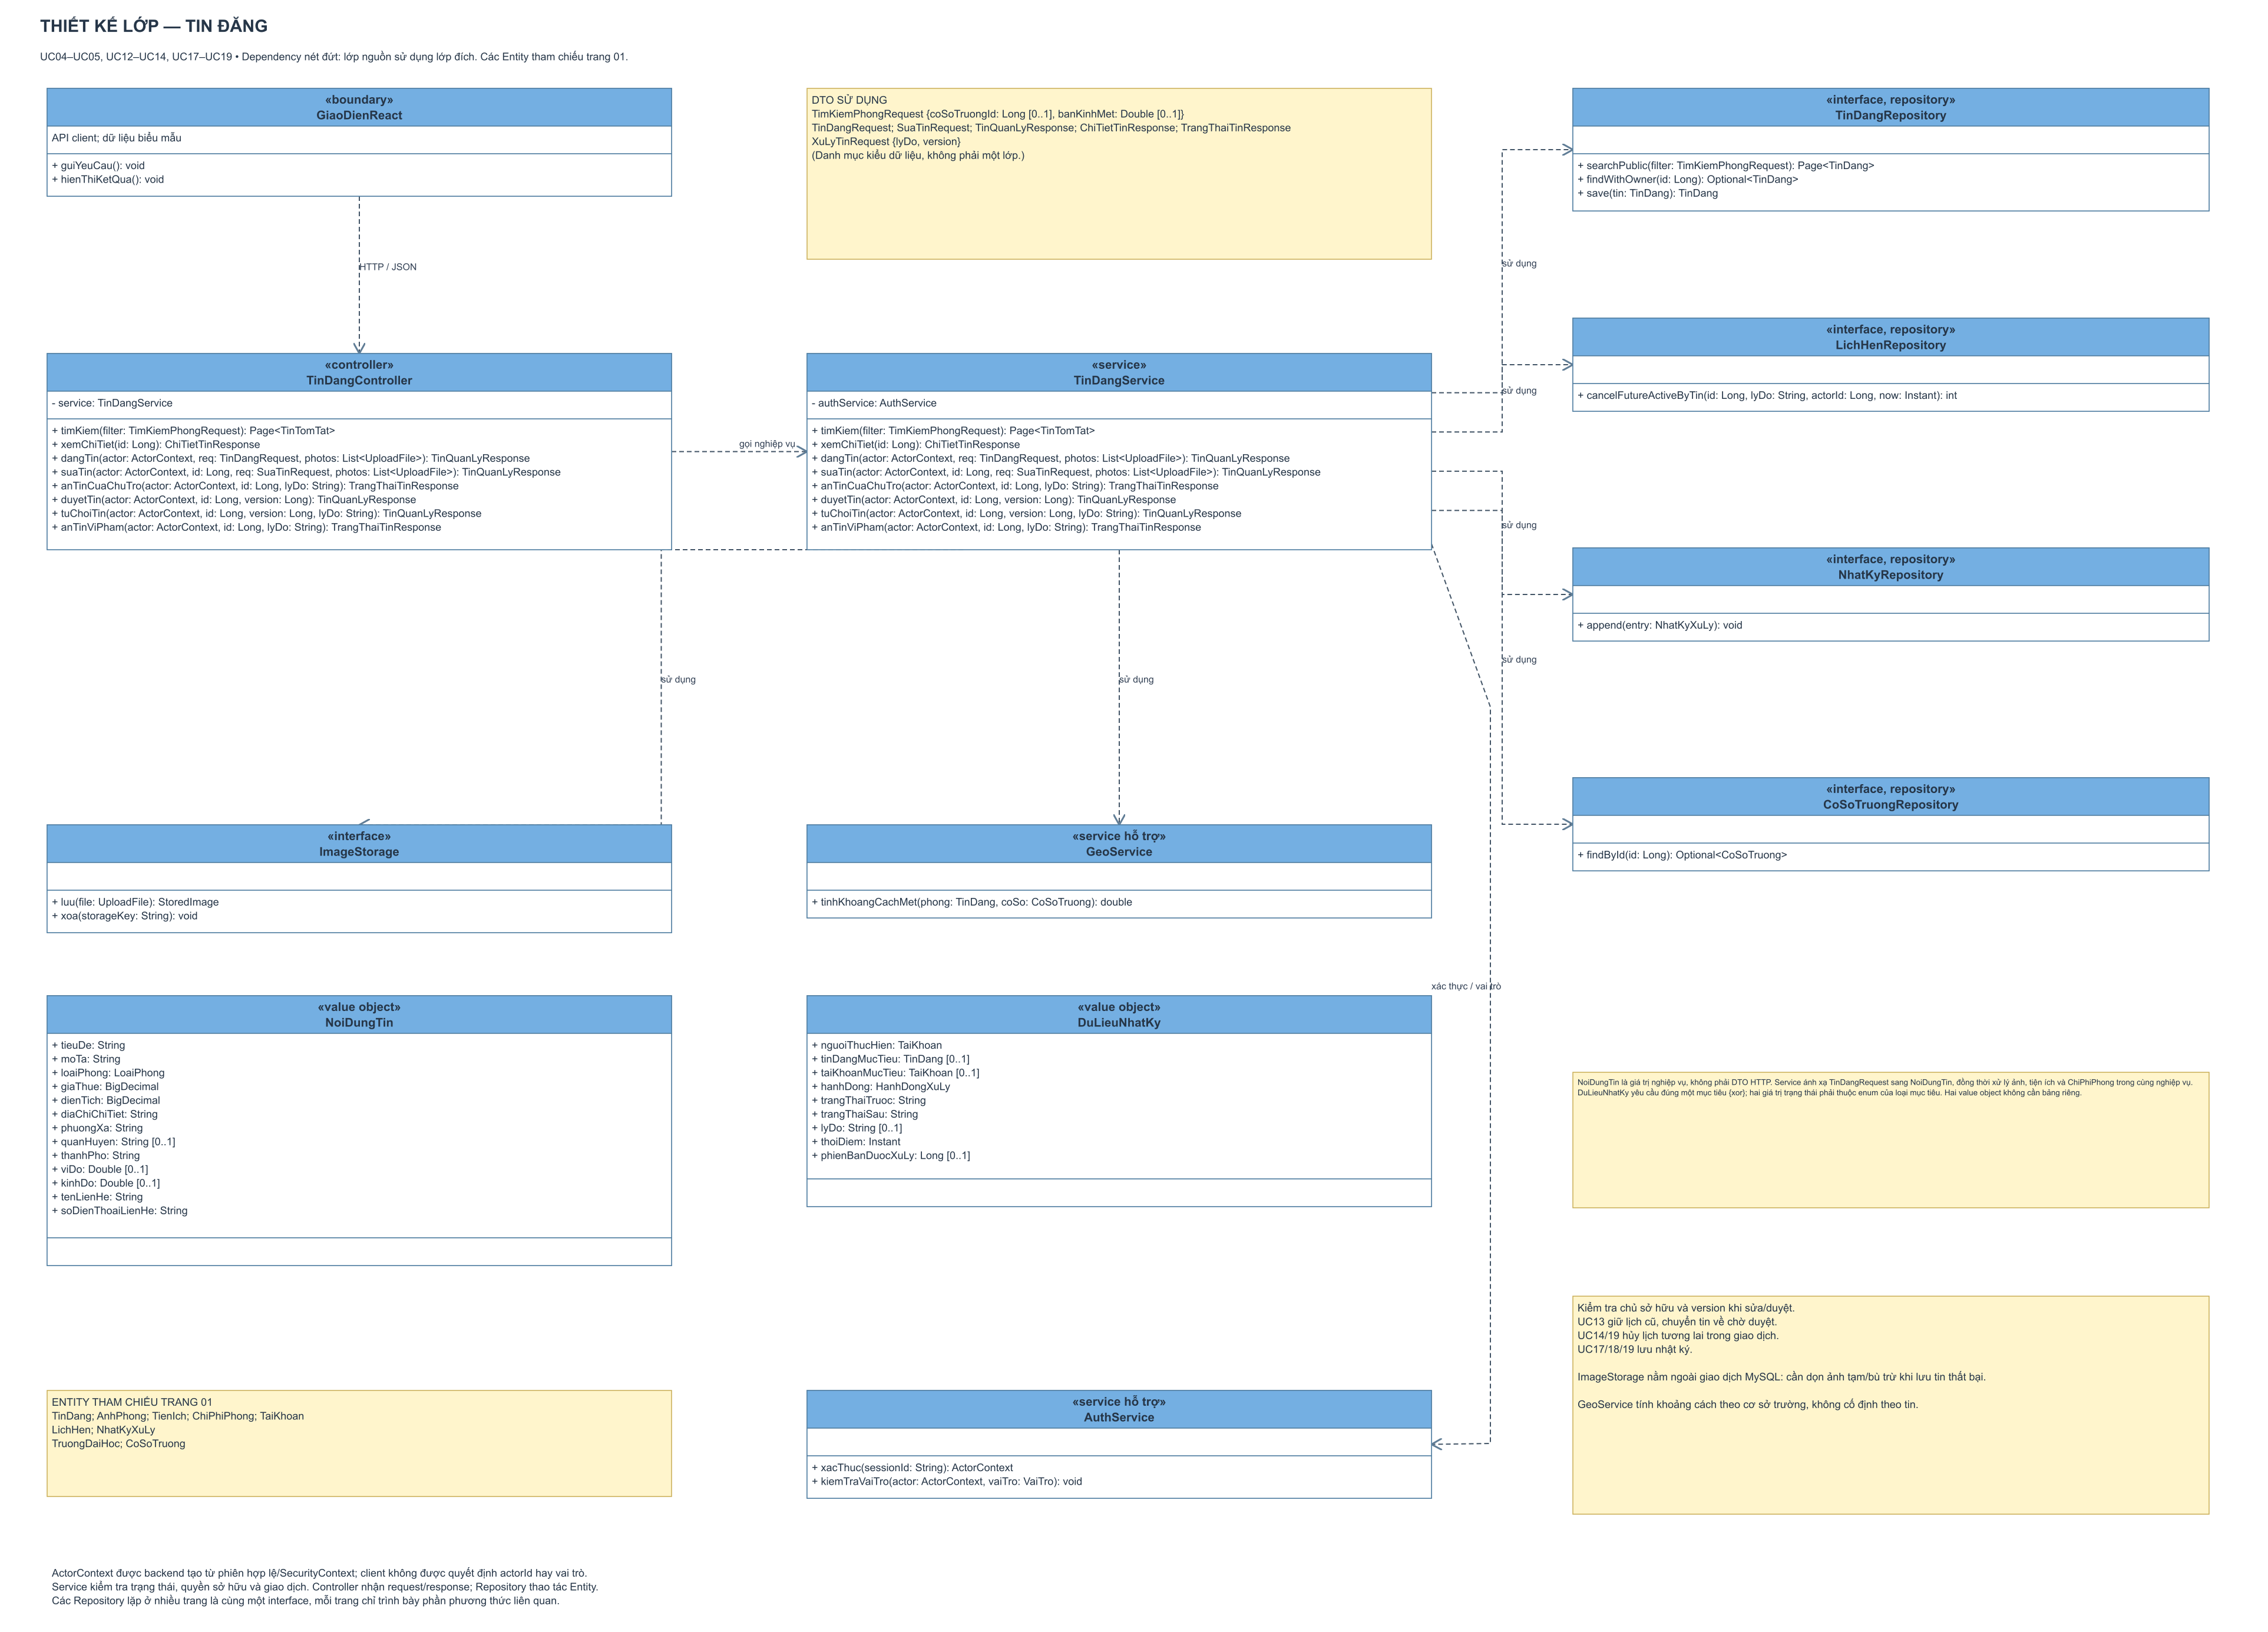 THIẾT KẾ LỚP — TIN ĐĂNG
UC04–UC05, UC12–UC14, UC17–UC19 • Dependency nét đứt: lớp nguồn sử dụng lớp đích. Các Entity tham chiếu trang 01.
«boundary»
GiaoDienReact
API client; dữ liệu biểu mẫu
+ guiYeuCau(): void
+ hienThiKetQua(): void
DTO SỬ DỤNG
TimKiemPhongRequest {coSoTruongId: Long [0..1], banKinhMet: Double [0..1]}
TinDangRequest; SuaTinRequest; TinQuanLyResponse; ChiTietTinResponse; TrangThaiTinResponse
XuLyTinRequest {lyDo, version}
(Danh mục kiểu dữ liệu, không phải một lớp.)
«interface, repository»
TinDangRepository
+ searchPublic(filter: TimKiemPhongRequest): Page<TinDang>
+ findWithOwner(id: Long): Optional<TinDang>
+ save(tin: TinDang): TinDang
HTTP / JSON
sử dụng
«interface, repository»
LichHenRepository
+ cancelFutureActiveByTin(id: Long, lyDo: String, actorId: Long, now: Instant): int
sử dụng
«controller»
TinDangController
- service: TinDangService
+ timKiem(filter: TimKiemPhongRequest): Page<TinTomTat>
+ xemChiTiet(id: Long): ChiTietTinResponse
+ dangTin(actor: ActorContext, req: TinDangRequest, photos: List<UploadFile>): TinQuanLyResponse
+ suaTin(actor: ActorContext, id: Long, req: SuaTinRequest, photos: List<UploadFile>): TinQuanLyResponse
+ anTinCuaChuTro(actor: ActorContext, id: Long, lyDo: String): TrangThaiTinResponse
+ duyetTin(actor: ActorContext, id: Long, version: Long): TinQuanLyResponse
+ tuChoiTin(actor: ActorContext, id: Long, version: Long, lyDo: String): TinQuanLyResponse
+ anTinViPham(actor: ActorContext, id: Long, lyDo: String): TrangThaiTinResponse
gọi nghiệp vụ
«service»
TinDangService
- authService: AuthService
+ timKiem(filter: TimKiemPhongRequest): Page<TinTomTat>
+ xemChiTiet(id: Long): ChiTietTinResponse
+ dangTin(actor: ActorContext, req: TinDangRequest, photos: List<UploadFile>): TinQuanLyResponse
+ suaTin(actor: ActorContext, id: Long, req: SuaTinRequest, photos: List<UploadFile>): TinQuanLyResponse
+ anTinCuaChuTro(actor: ActorContext, id: Long, lyDo: String): TrangThaiTinResponse
+ duyetTin(actor: ActorContext, id: Long, version: Long): TinQuanLyResponse
+ tuChoiTin(actor: ActorContext, id: Long, version: Long, lyDo: String): TinQuanLyResponse
+ anTinViPham(actor: ActorContext, id: Long, lyDo: String): TrangThaiTinResponse
sử dụng
«interface, repository»
NhatKyRepository
+ append(entry: NhatKyXuLy): void
sử dụng
sử dụng
sử dụng
«interface, repository»
CoSoTruongRepository
+ findById(id: Long): Optional<CoSoTruong>
«interface»
ImageStorage
+ luu(file: UploadFile): StoredImage
+ xoa(storageKey: String): void
«service hỗ trợ»
GeoService
+ tinhKhoangCachMet(phong: TinDang, coSo: CoSoTruong): double
xác thực / vai trò
«value object»
NoiDungTin
+ tieuDe: String
+ moTa: String
+ loaiPhong: LoaiPhong
+ giaThue: BigDecimal
+ dienTich: BigDecimal
+ diaChiChiTiet: String
+ phuongXa: String
+ quanHuyen: String [0..1]
+ thanhPho: String
+ viDo: Double [0..1]
+ kinhDo: Double [0..1]
+ tenLienHe: String
+ soDienThoaiLienHe: String
«value object»
DuLieuNhatKy
+ nguoiThucHien: TaiKhoan
+ tinDangMucTieu: TinDang [0..1]
+ taiKhoanMucTieu: TaiKhoan [0..1]
+ hanhDong: HanhDongXuLy
+ trangThaiTruoc: String
+ trangThaiSau: String
+ lyDo: String [0..1]
+ thoiDiem: Instant
+ phienBanDuocXuLy: Long [0..1]
NoiDungTin là giá trị nghiệp vụ, không phải DTO HTTP. Service ánh xạ TinDangRequest sang NoiDungTin, đồng thời xử lý ảnh, tiện ích và ChiPhiPhong trong cùng nghiệp vụ.
DuLieuNhatKy yêu cầu đúng một mục tiêu {xor}; hai giá trị trạng thái phải thuộc enum của loại mục tiêu. Hai value object không cần bảng riêng.
Kiểm tra chủ sở hữu và version khi sửa/duyệt.
UC13 giữ lịch cũ, chuyển tin về chờ duyệt.
UC14/19 hủy lịch tương lai trong giao dịch.
UC17/18/19 lưu nhật ký.
ImageStorage nằm ngoài giao dịch MySQL: cần dọn ảnh tạm/bù trừ khi lưu tin thất bại.
GeoService tính khoảng cách theo cơ sở trường, không cố định theo tin.
ENTITY THAM CHIẾU TRANG 01
TinDang; AnhPhong; TienIch; ChiPhiPhong; TaiKhoan
LichHen; NhatKyXuLy
TruongDaiHoc; CoSoTruong
«service hỗ trợ»
AuthService
+ xacThuc(sessionId: String): ActorContext
+ kiemTraVaiTro(actor: ActorContext, vaiTro: VaiTro): void
ActorContext được backend tạo từ phiên hợp lệ/SecurityContext; client không được quyết định actorId hay vai trò.
Service kiểm tra trạng thái, quyền sở hữu và giao dịch. Controller nhận request/response; Repository thao tác Entity.
Các Repository lặp ở nhiều trang là cùng một interface, mỗi trang chỉ trình bày phần phương thức liên quan.